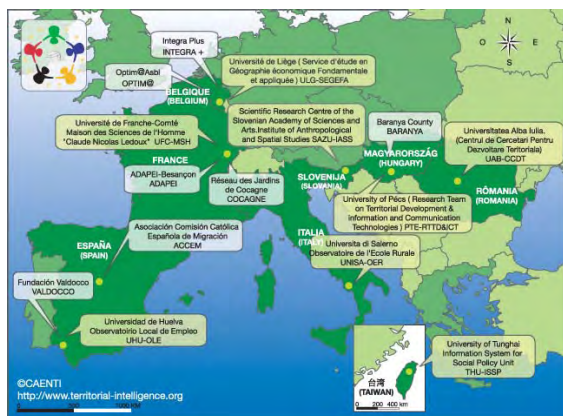 Integra Plus
INTEGRA +
N
O
E
S
Optim@Aabl
OPTIM@
Université de Liège ( Service d'étude en
Géographie économique Fondamentale
et appliquée ) ULG-SEGEFA
BELGIQUE
(BELGIUM)
Scientific Research Centre of the
Slovenian Academy of Sciences and
Arts.Institute of Anthropological
and Spatial Studies SAZU-IASS
Baranya County
BARANYA
Universitatea Alba Iulia.
(Centrul de Cercetari Pentru
Dezvoltare Teritoriala)
UAB-CCDT
Université de Franche-Comté
Maison des Sciences de l'Homme
"Claude Nicolas Ledoux" UFC-MSH
MAGYARORSZÁG
(HUNGARY)
FRANCE
SLOVENIJA
(SLOVANIA)
ROMÂNIA
(ROMANIA)
ADAPEI-Besançon
ADAPEI
Réseau des Jardins
de Cocagne
COCAGNE
University of Pécs ( Research Team
on Territorial Development &
Information and Communication
Technologies ) PTE-RTTD&ICT
Asociación Comisión Católica
Española de Migración
ACCEM
ITALIA
(ITALY)
ESPAÑA
(SPAIN)
Universita di Salerno
Observatoire de l'Ecole Rurale
UNISA-OER
Fundación Valdocco
VALDOCCO
Universidad de Huelva
Observatoirio Local de Empleo
UHU-OLE
University of Tunghai
Information System for
Social Policy Unit
THU-ISSP
台湾
(TAIWAN)
0 200 400 km
©CAENTI
http://www.territorial-intelligence.org